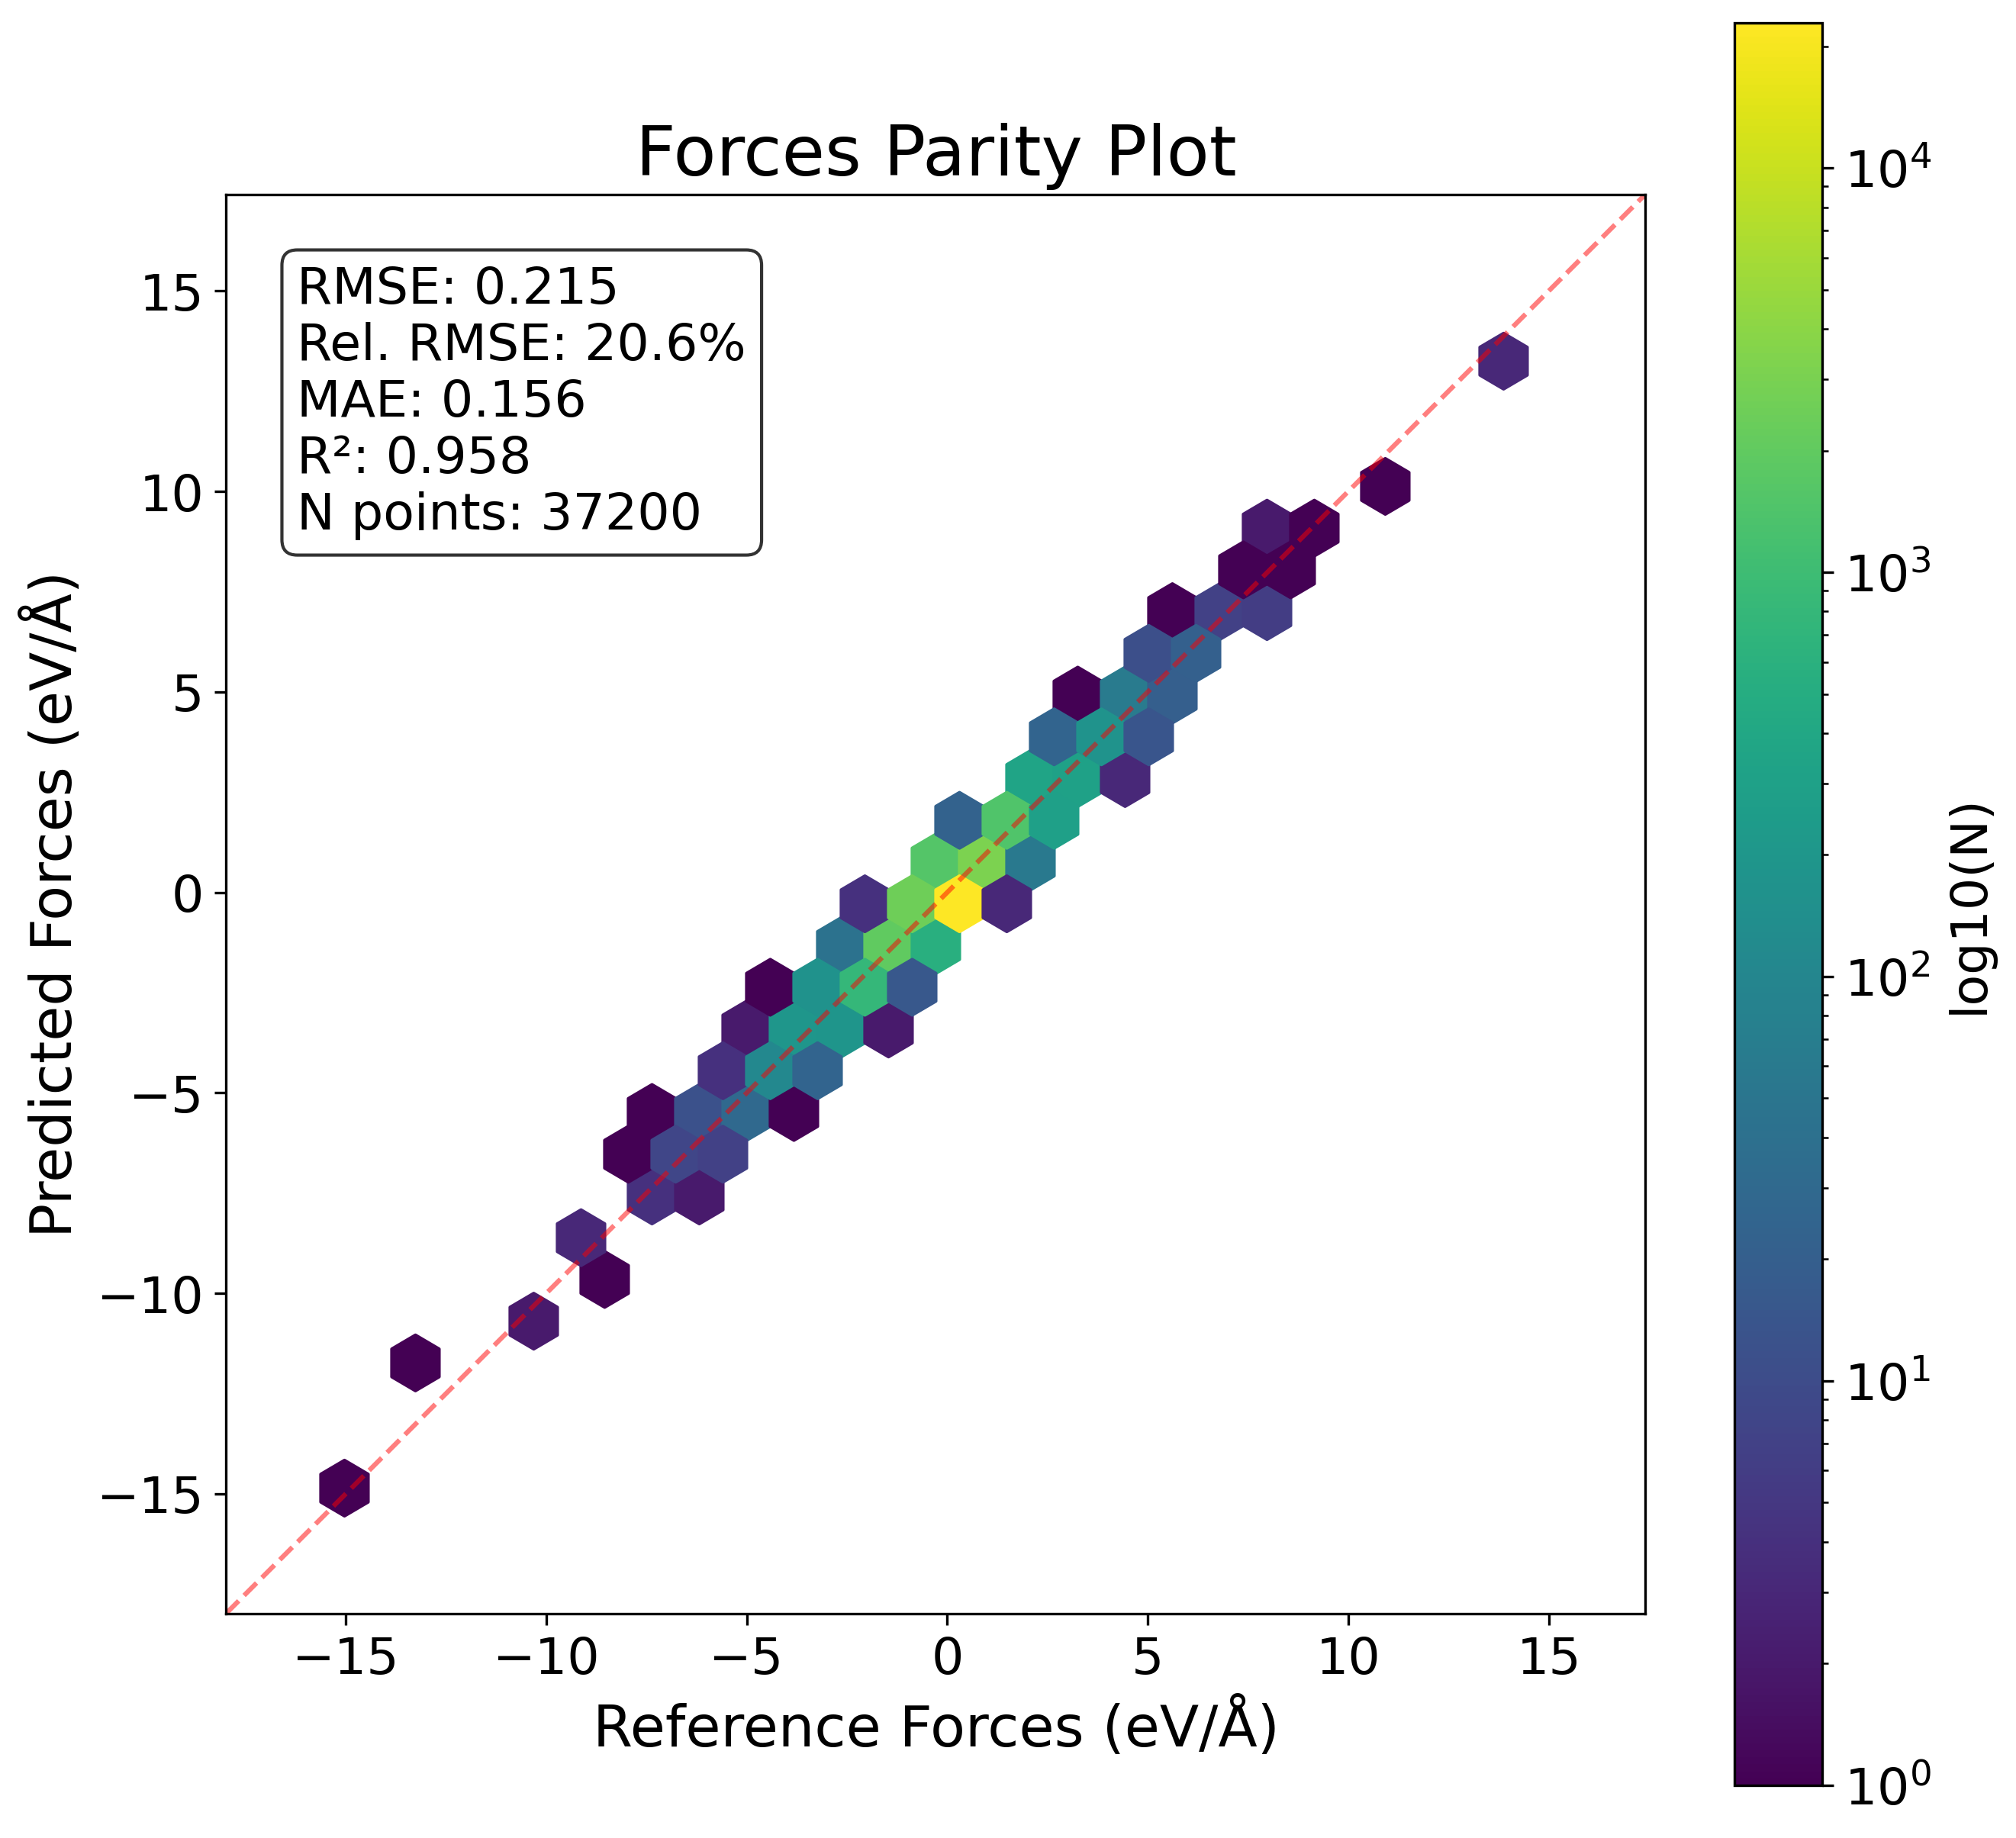 Forces Parity Plot
RMSE: 0.215
Rel. RMSE: 20.6%
MAE: 0.156
R²: 0.958
N points: 37200
Predicted Forces (eV/Å)
15
10
5
0
−5
−10
−15
−15 −10 −5 0 5 10 15
Reference Forces (eV/Å)
10⁴
10³
10²
10¹
10⁰
log10(N)